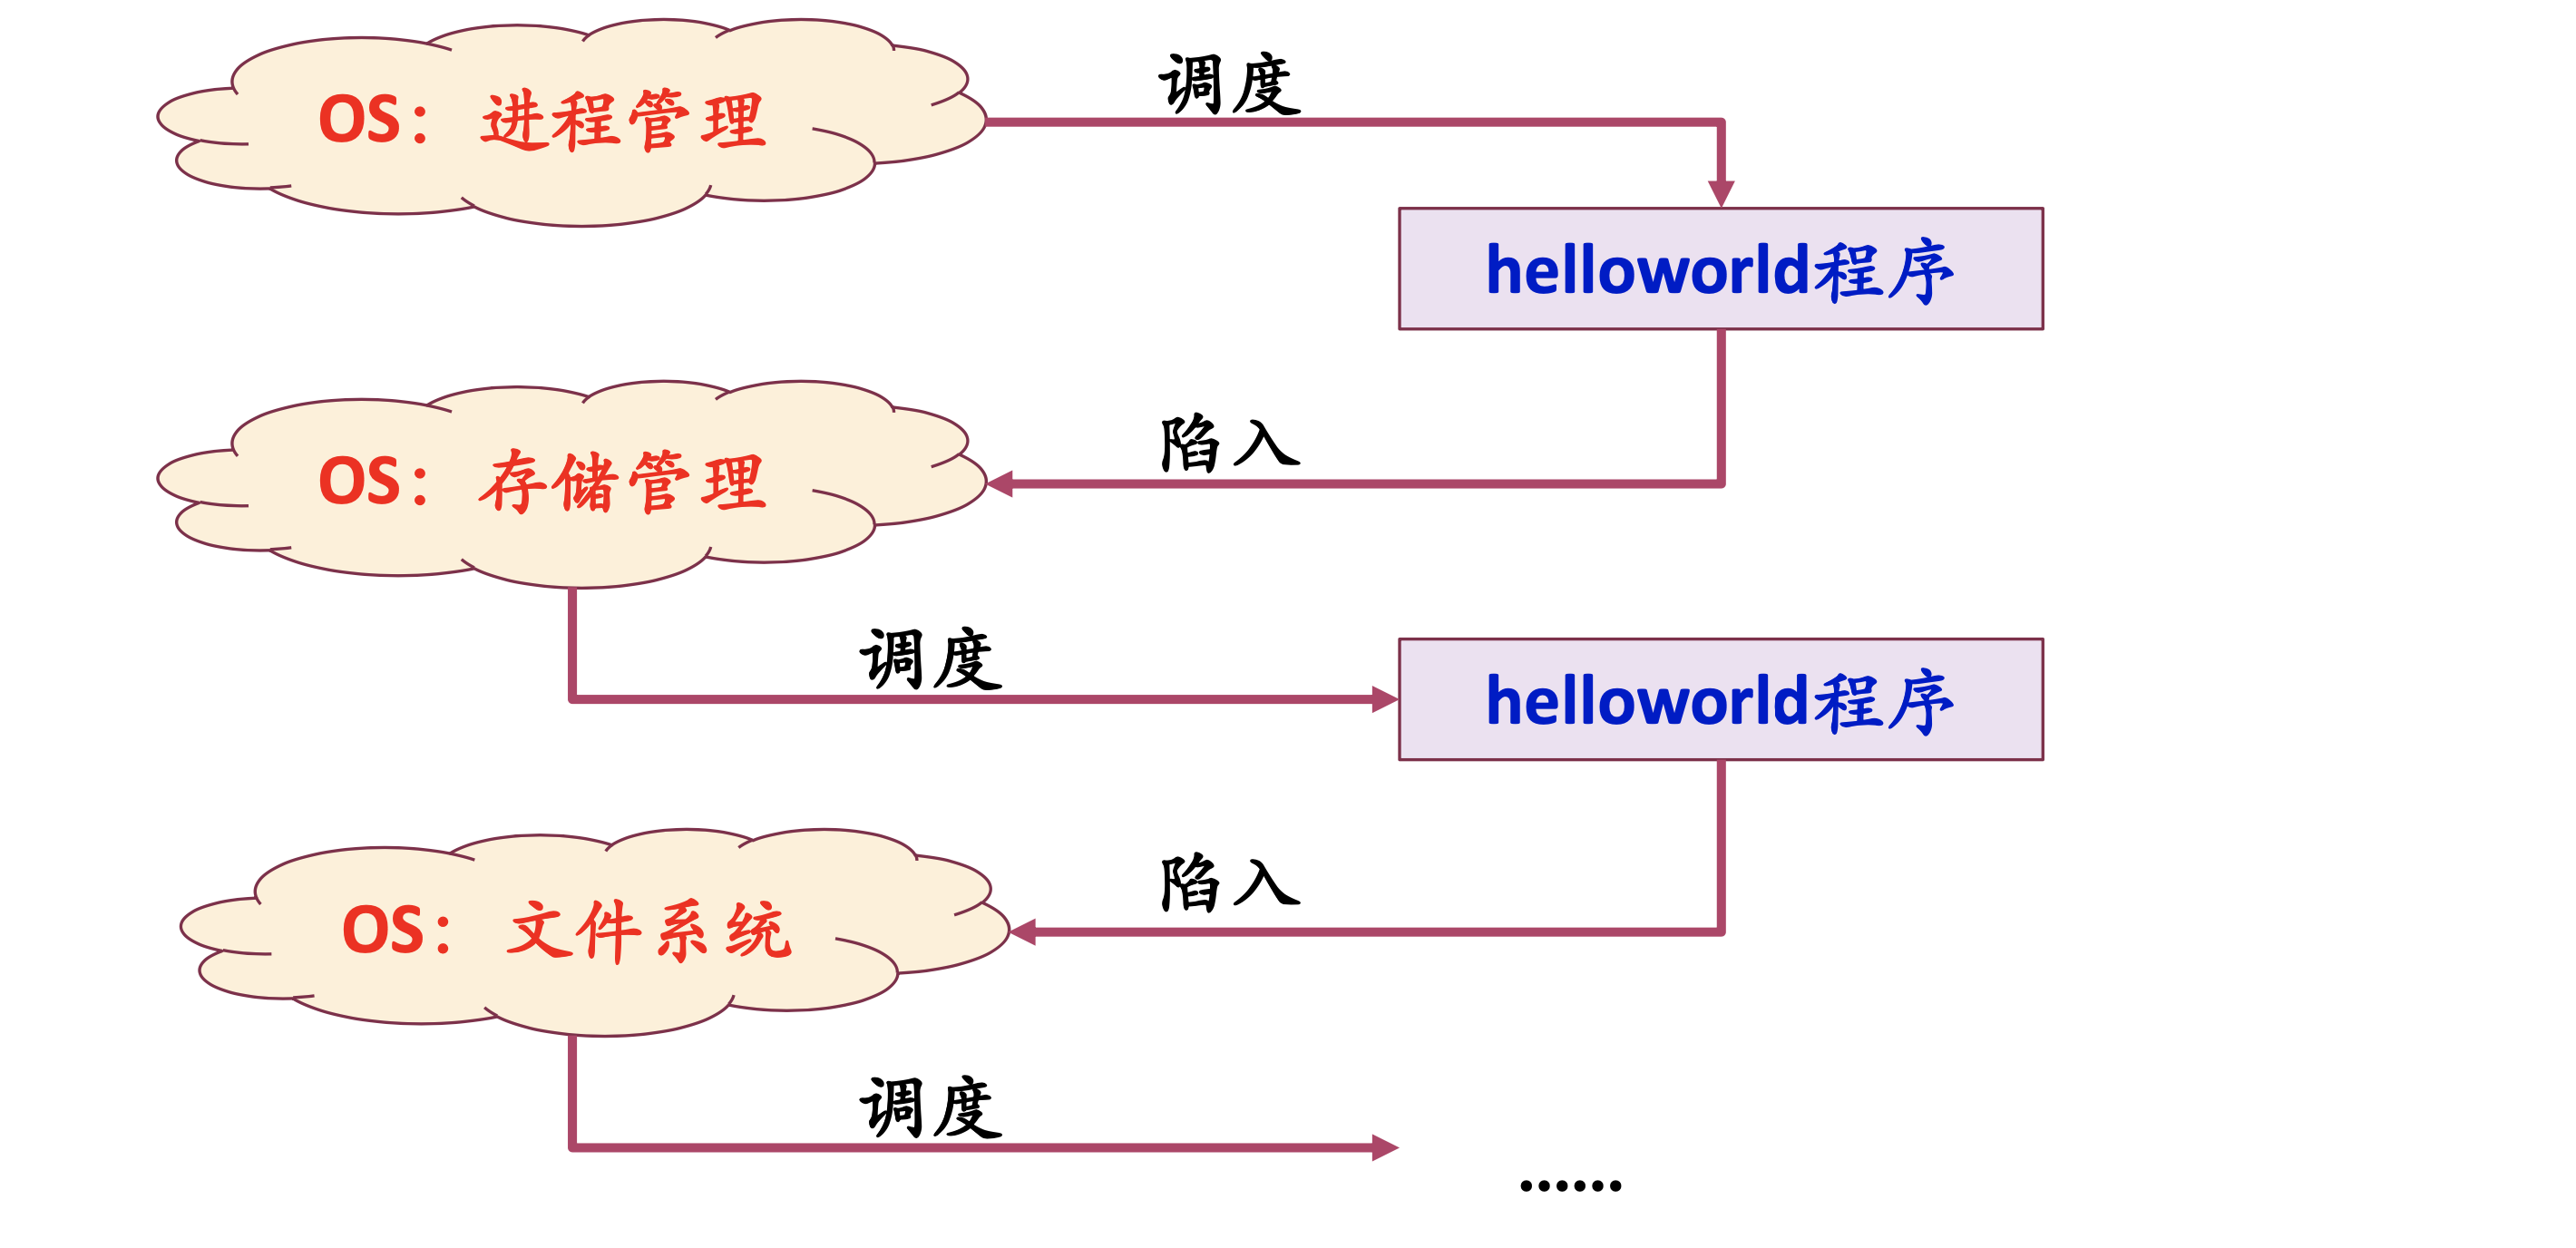 调度
OS：进程管理
helloworld程序
陷入
OS：存储管理
调度
helloworld程序
陷入
OS：文件系统
调度
......